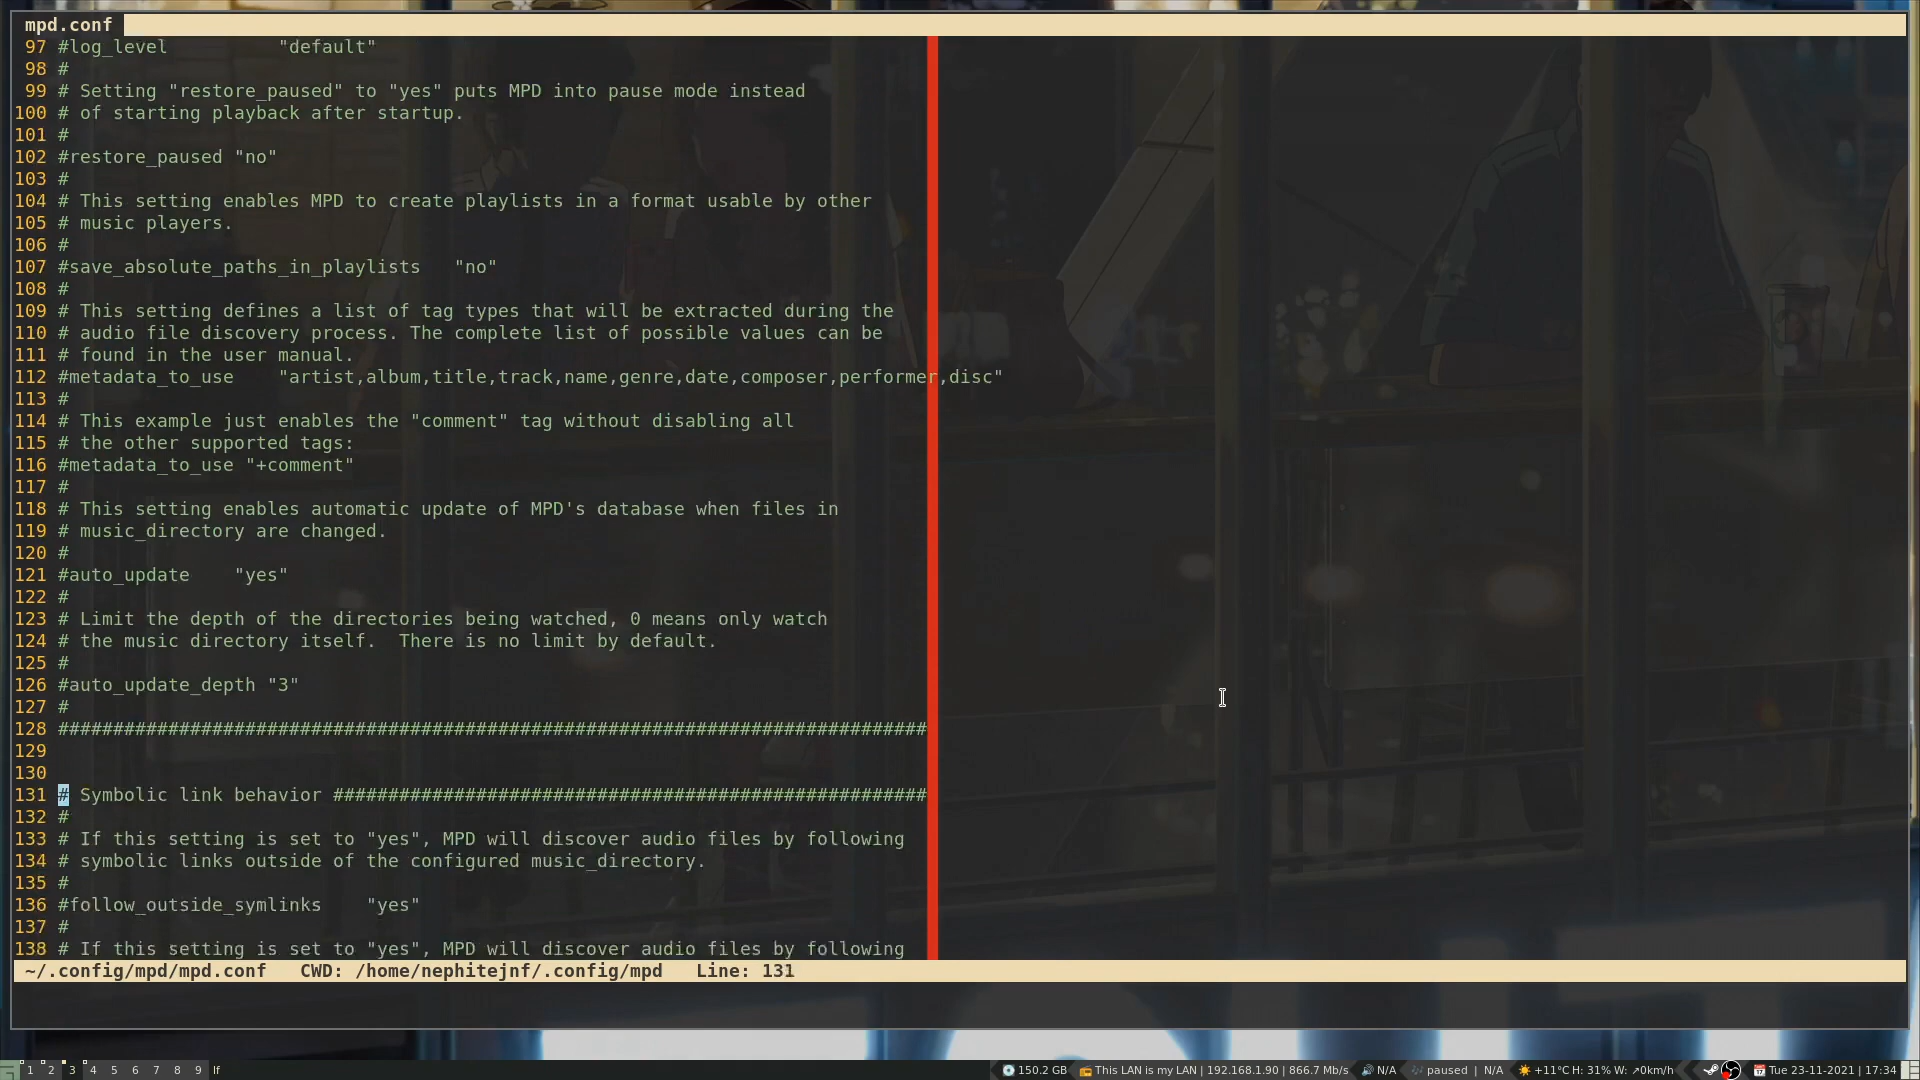 mpd.conf
97 #log_level          "default"
98 #
99 # Setting "restore_paused" to "yes" puts MPD into pause mode instead
100 # of starting playback after startup.
101 #
102 #restore_paused "no"
103 #
104 # This setting enables MPD to create playlists in a format usable by other
105 # music players.
106 #
107 #save_absolute_paths_in_playlists   "no"
108 #
109 # This setting defines a list of tag types that will be extracted during the
110 # audio file discovery process. The complete list of possible values can be
111 # found in the user manual.
112 #metadata_to_use    "artist,album,title,track,name,genre,date,composer,performer,disc"
113 #
114 # This example just enables the "comment" tag without disabling all
115 # the other supported tags:
116 #metadata_to_use "+comment"
117 #
118 # This setting enables automatic update of MPD's database when files in
119 # music_directory are changed.
120 #
121 #auto_update    "yes"
122 #
123 # Limit the depth of the directories being watched, 0 means only watch
124 # the music directory itself.  There is no limit by default.
125 #
126 #auto_update_depth "3"
127 #
128 ###############################################################################
129
130
131 # Symbolic link behavior ######################################################
132 #
133 # If this setting is set to "yes", MPD will discover audio files by following
134 # symbolic links outside of the configured music_directory.
135 #
136 #follow_outside_symlinks    "yes"
137 #
138 # If this setting is set to "yes", MPD will discover audio files by following
~/.config/mpd/mpd.conf   CWD: /home/nephitejnf/.config/mpd   Line: 131
1 2 3 4 5 6 7 8 9 lf 150.2 GB This LAN is my LAN | 192.168.1.90 | 866.7 Mb/s N/A paused | N/A +11°C H: 31% W: ↗0km/h Tue 23-11-2021 | 17:34